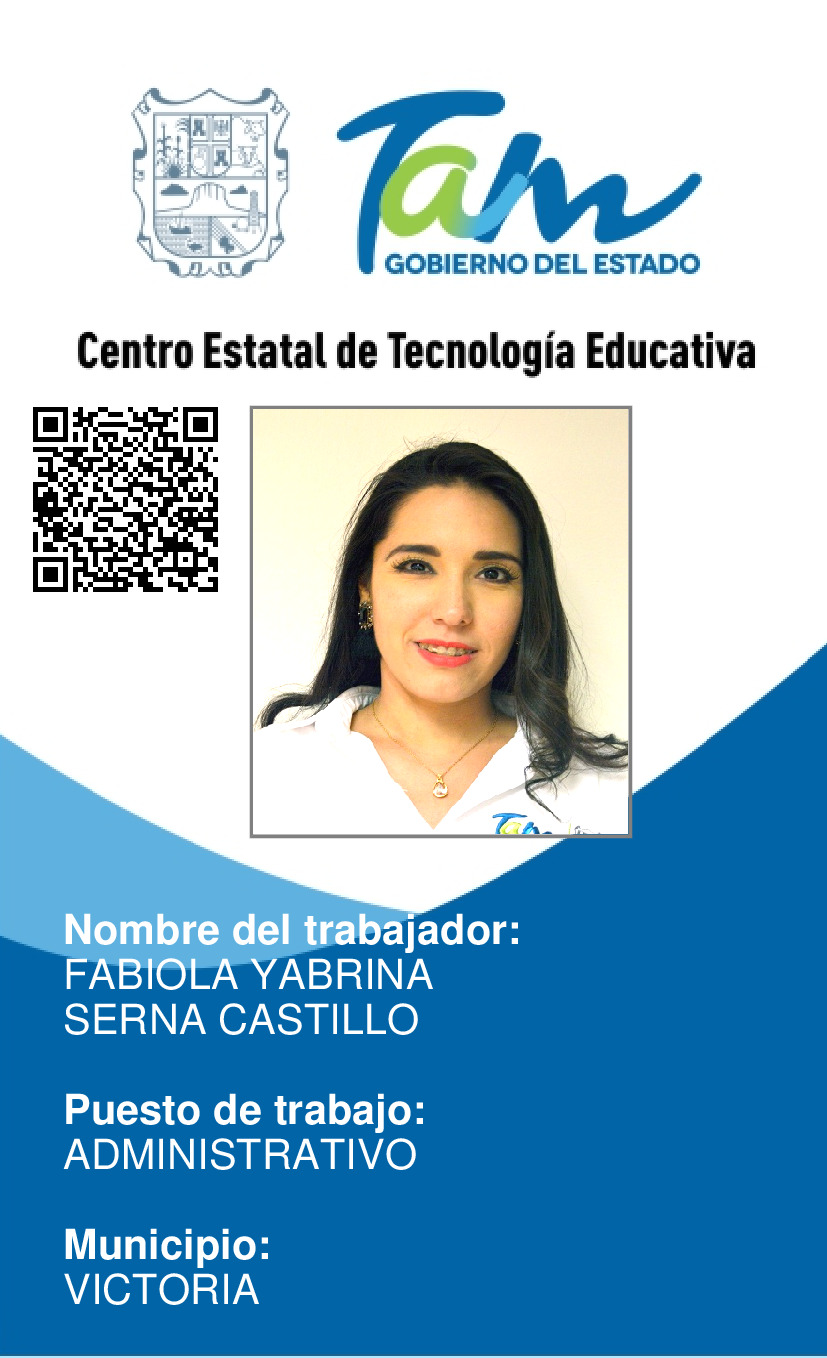 Tam
GOBIERNO DEL ESTADO
Centro Estatal de Tecnología Educativa
Tam
Nombre del trabajador:
FABIOLA YABRINA
SERNA CASTILLO
Puesto de trabajo:
ADMINISTRATIVO
Municipio:
VICTORIA